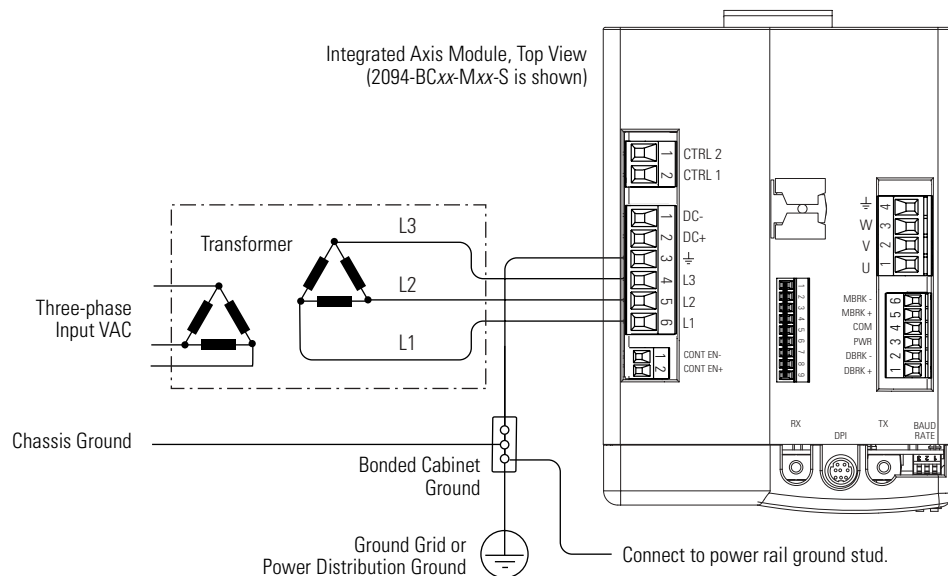 Integrated Axis Module, Top View
(2094-BCxx-Mxx-S is shown)
1 CTRL 2
2 CTRL 1
1 DC-
2 DC+
3
4 L3
5 L2
6 L1
1 CONT EN-
2 CONT EN+
4
W 3
V 2
U 1
MBRK - 6
MBRK + 5
COM 4
PWR 3
DBRK - 2
DBRK + 1
1
2
3
4
5
6
7
8
9
RX
DPI
TX
BAUD
RATE
1
2
3
Transformer
L3
L2
L1
Three-phase
Input VAC
Chassis Ground
Bonded Cabinet
Ground
Ground Grid or
Power Distribution Ground
Connect to power rail ground stud.